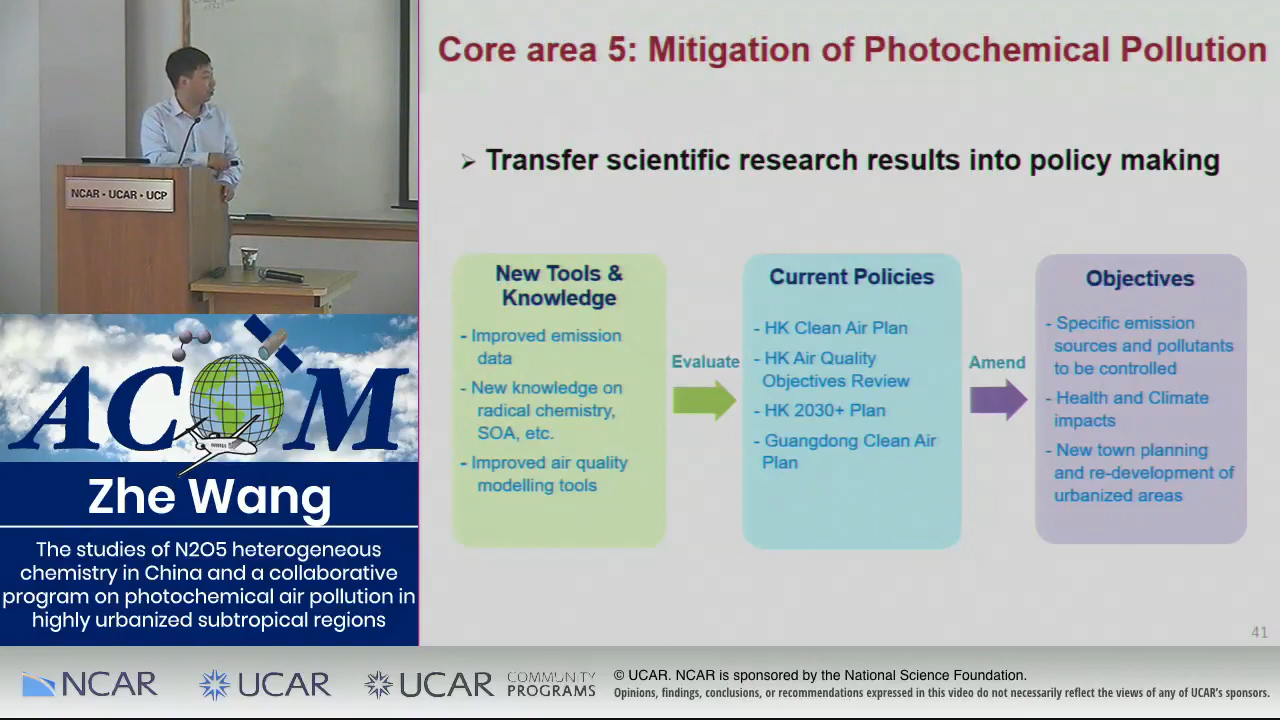 Core area 5: Mitigation of Photochemical Pollution
➢ Transfer scientific research results into policy making
New Tools &
Knowledge
- Improved emission
data
- New knowledge on
radical chemistry,
SOA, etc.
- Improved air quality
modelling tools
Evaluate
Current Policies
- HK Clean Air Plan
- HK Air Quality
Objectives Review
- HK 2030+ Plan
- Guangdong Clean Air
Plan
Amend
Objectives
- Specific emission
sources and pollutants
to be controlled
- Health and Climate
impacts
- New town planning
and re-development of
urbanized areas
41
NCAR • UCAR • UCP
ACOM
Zhe Wang
The studies of N2O5 heterogeneous
chemistry in China and a collaborative
program on photochemical air pollution in
highly urbanized subtropical regions
NCAR
UCAR
UCAR
COMMUNITY
PROGRAMS
© UCAR. NCAR is sponsored by the National Science Foundation.
Opinions, findings, conclusions, or recommendations expressed in this video do not necessarily reflect the views of any of UCAR's sponsors.